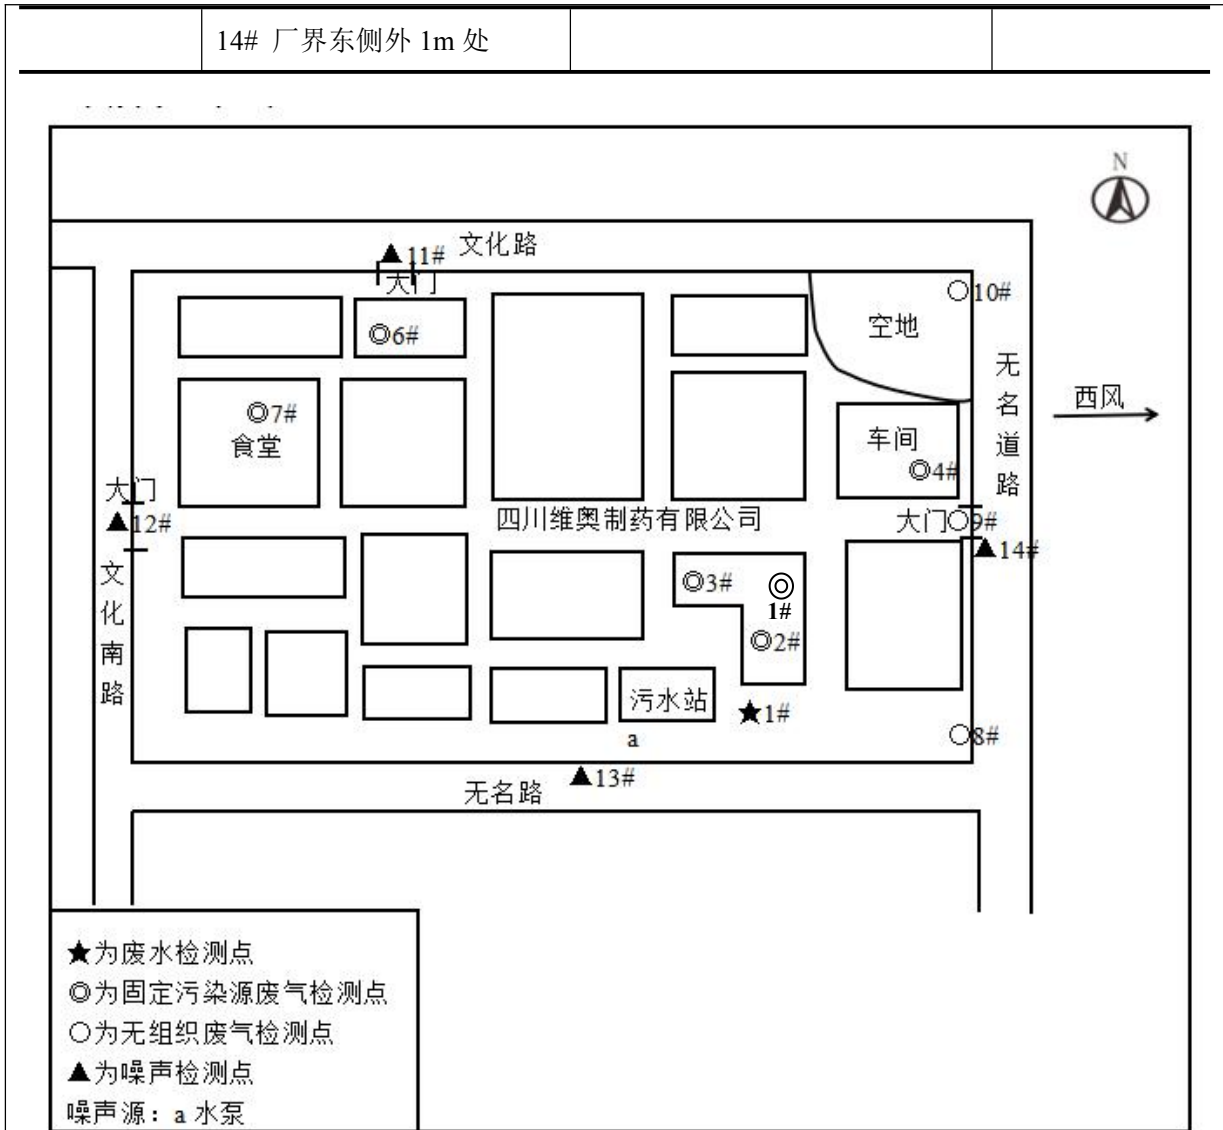 14# 厂界东侧外 1m 处
N
文化路
▲11#
大门
◎6#
○10#
空地
无名道路
西风
◎7#
食堂
车间
◎4#
大门
▲12#
四川维奥制药有限公司
大门○9#
▲14#
文化南路
◎3#
◎
1#
◎2#
污水站
★1#
a
○8#
▲13#
无名路
★为废水检测点
◎为固定污染源废气检测点
○为无组织废气检测点
▲为噪声检测点
噪声源：a 水泵